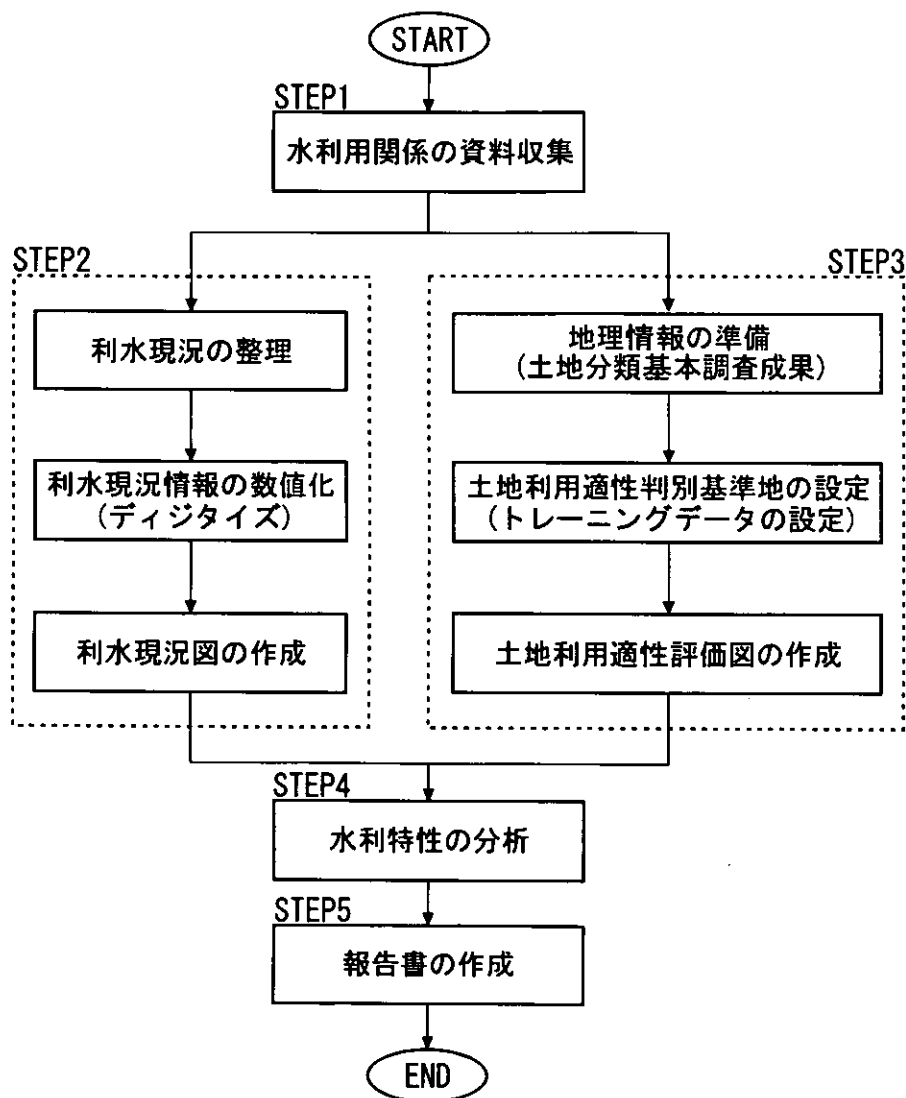 START
STEP1
水利用関係の資料収集
STEP2
利水現況の整理
利水現況情報の数値化
(ディジタイズ)
利水現況図の作成
STEP3
地理情報の準備
(土地分類基本調査成果)
土地利用適性判別基準地の設定
(トレーニングデータの設定)
土地利用適性評価図の作成
STEP4
水利特性の分析
STEP5
報告書の作成
END